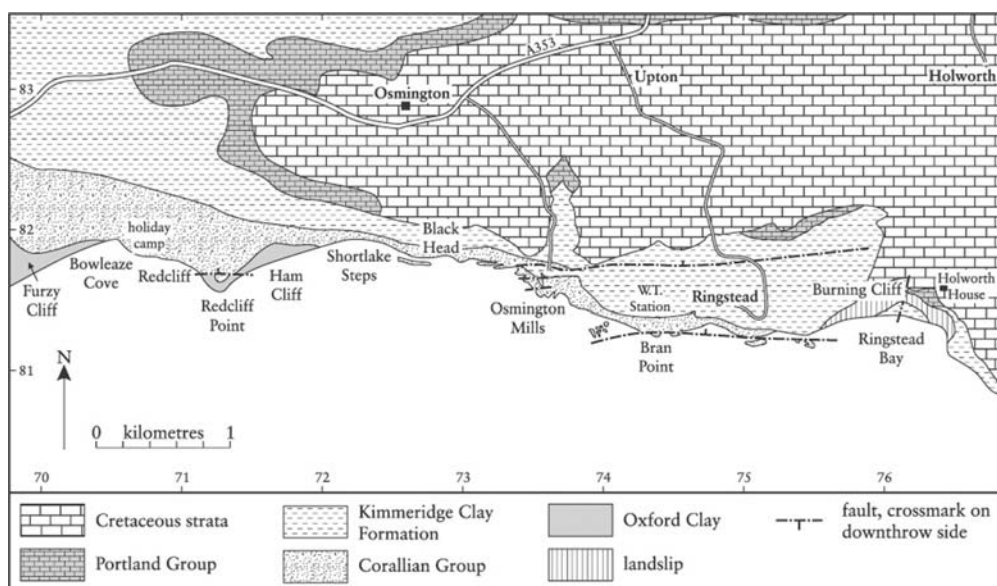 A353
83
Osmington
Upton
Holworth
82
holiday
camp
Black
Head
Bowleaze
Cove
Redcliff
Ham
Cliff
Shortlake
Steps
Furzy
Cliff
Redcliff
Point
Osmington
Mills
W.T.
Station
Ringstead
Burning Cliff
Holworth
House
Bran
Point
Ringstead
Bay
81
N
0 kilometres 1
70 71 72 73 74 75 76
Cretaceous strata
Kimmeridge Clay
Formation
Oxford Clay
fault, crossmark on
downthrow side
Portland Group
Corallian Group
landslip